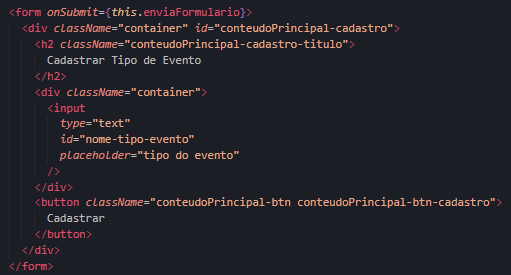 <form onSubmit={this.enviaFormulario}>
<div className="container" id="conteudoPrincipal-cadastro">
<h2 className="conteudoPrincipal-cadastro-titulo">
Cadastrar Tipo de Evento
</h2>
<div className="container">
<input
type="text"
id="nome-tipo-evento"
placeholder="tipo do evento"
/>
</div>
<button className="conteudoPrincipal-btn conteudoPrincipal-btn-cadastro">
Cadastrar
</button>
</div>
</form>